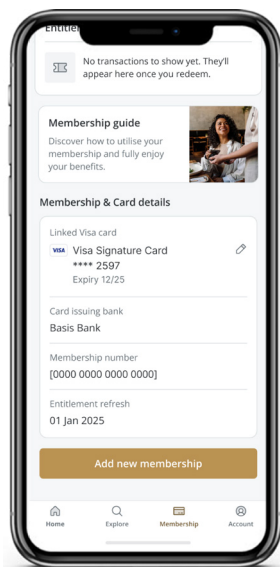 No transactions to show yet. They'll
appear here once you redeem.
Membership guide
Discover how to utilise your
membership and fully enjoy
your benefits.
Membership & Card details
Linked Visa card
VISA Visa Signature Card
**** 2597
Expiry 12/25
Card issuing bank
Basis Bank
Membership number
[0000 0000 0000 0000]
Entitlement refresh
01 Jan 2025
Add new membership
Home Explore Membership Account